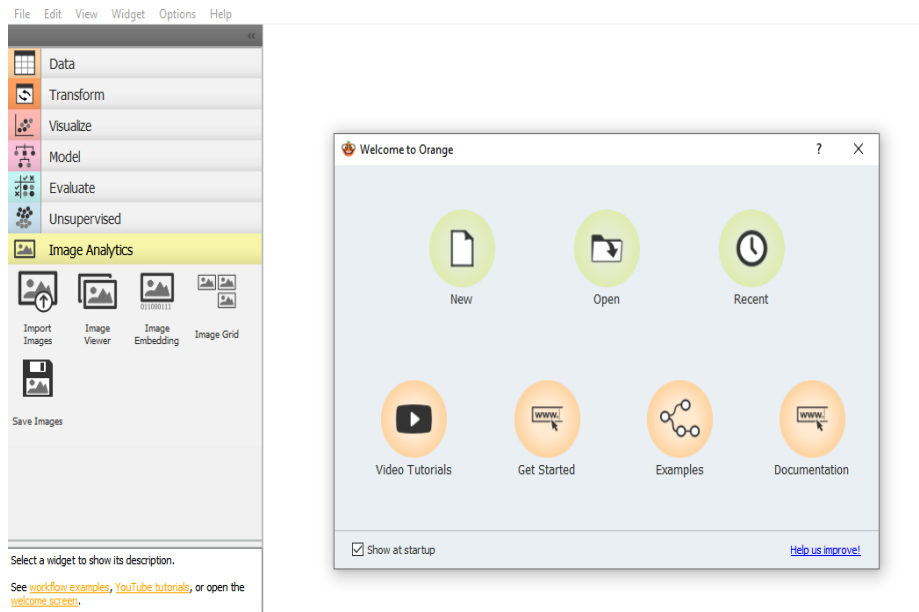 File Edit View Widget Options Help
Data
Transform
Visualize
Model
Evaluate
Unsupervised
Image Analytics
Import Images
Image Viewer
011000111
Image Embedding
Image Grid
Save Images
Select a widget to show its description.
See workflow examples, YouTube tutorials, or open the
welcome screen.
Welcome to Orange
?
New
Open
Recent
Video Tutorials
www.
Get Started
Examples
www.
Documentation
Show at startup
Help us improve!